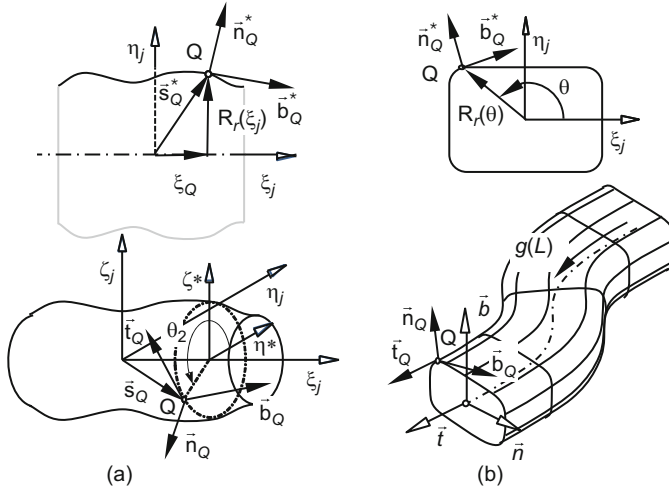 η_j
Q
n⃗*_Q
s⃗*_Q
b⃗*_Q
R_r(ξ_j)
ξ_Q
ξ_j
ζ_j
ζ*
η_j
t⃗_Q
θ_2
η*
ξ_j
s⃗_Q
Q
b⃗_Q
n⃗_Q
(a)
n⃗*_Q
b⃗*_Q
η_j
Q
θ
R_r(θ)
ξ_j
g(L)
n⃗_Q
Q
b⃗
t⃗_Q
b⃗_Q
t⃗
n⃗
(b)